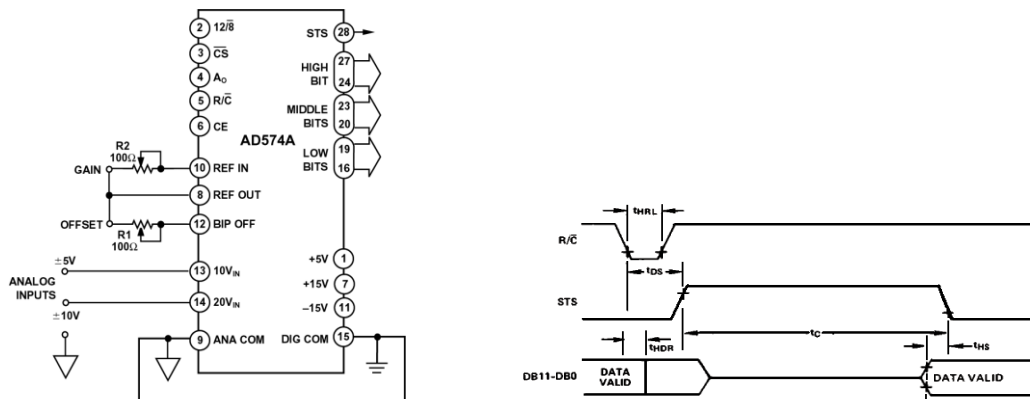 2 12/8̅
3 C̅S̅
4 A₀
5 R/C̅
6 CE
AD574A
R2
100Ω
GAIN
10 REF IN
8 REF OUT
OFFSET
12 BIP OFF
R1
100Ω
±5V
13 10VIN
ANALOG
INPUTS
14 20VIN
±10V
9 ANA COM
STS 28
HIGH
BIT
27
24
MIDDLE
BITS
23
20
LOW
BITS
19
16
+5V 1
+15V 7
–15V 11
DIG COM 15
tHRL
R/C̅
tDS
STS
tC
tHDR
tHS
DB11-DB0
DATA
VALID
DATA VALID